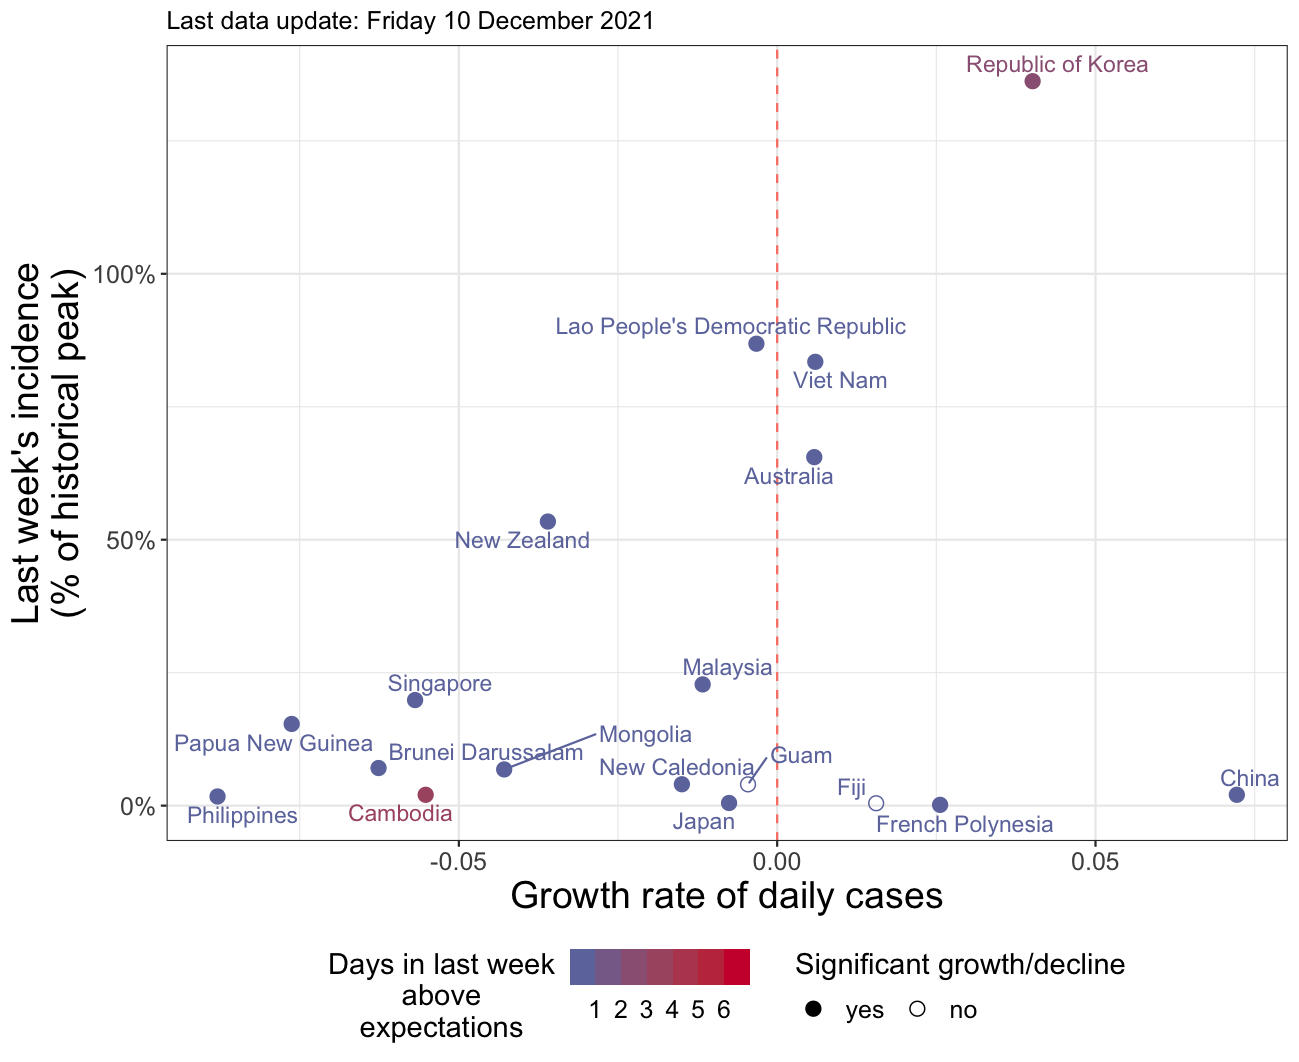 Last data update: Friday 10 December 2021
Republic of Korea
100%
Lao People's Democratic Republic
Viet Nam
Australia
50%
New Zealand
Malaysia
Singapore
Mongolia
Papua New Guinea
Brunei Darussalam
Guam
New Caledonia
China
Fiji
0%
Philippines
Cambodia
Japan
French Polynesia
Last week's incidence
(% of historical peak)
-0.05 0.00 0.05
Growth rate of daily cases
Days in last week
above
expectations
1 2 3 4 5 6
Significant growth/decline
yes no